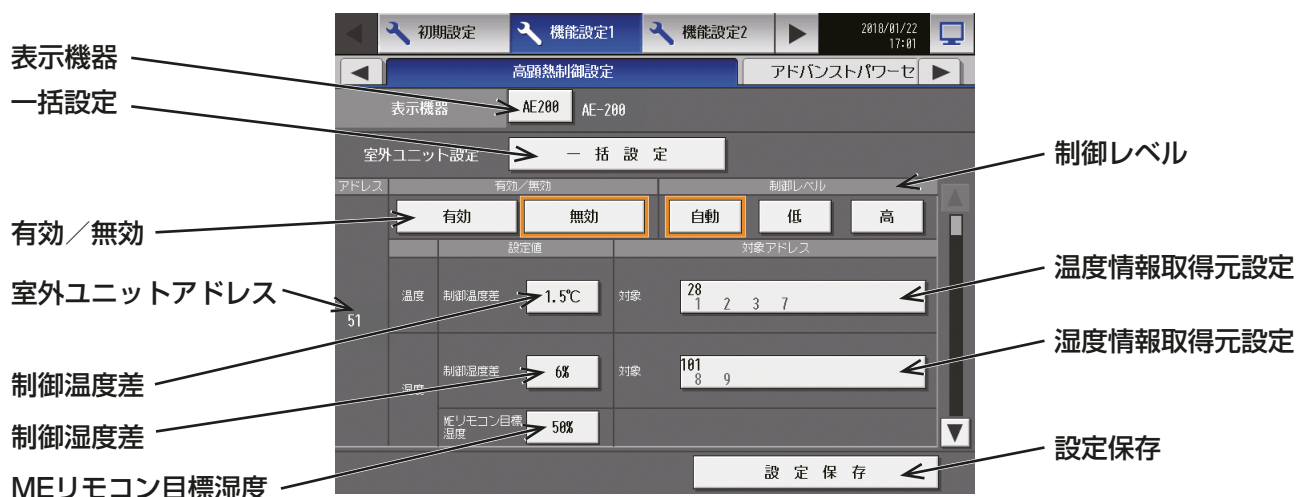 初期設定 機能設定1 機能設定2 2018/01/22
17:01
高顕熱制御設定 アドバンストパワーセ
表示機器 AE200 AE-200
室外ユニット設定 一括設定
アドレス 有効/無効 制御レベル
有効 無効 自動 低 高
設定値 対象アドレス
51
温度 制御温度差 1.5℃ 対象 28
1 2 3 7
湿度 制御湿度差 6% 対象 101
8 9
MEリモコン目標
湿度 50%
設定保存
表示機器
一括設定
有効/無効
室外ユニットアドレス
制御温度差
制御湿度差
MEリモコン目標湿度
制御レベル
温度情報取得元設定
湿度情報取得元設定
設定保存